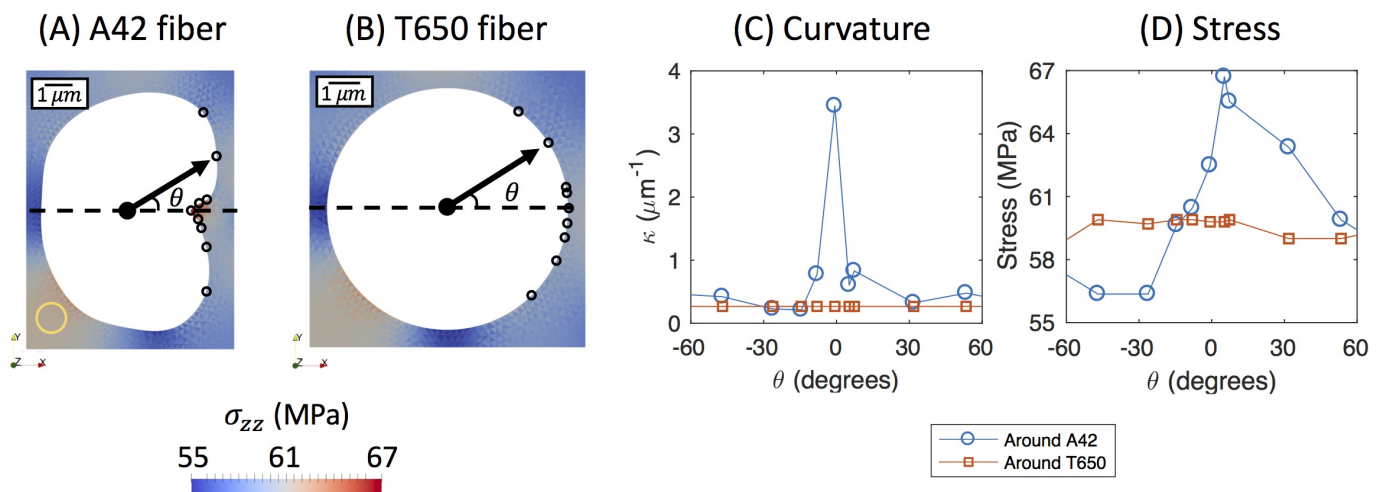 (A) A42 fiber
(B) T650 fiber
(C) Curvature
(D) Stress
1 μm
θ
Y
Z X
1 μm
θ
Y
Z X
σzz (MPa)
55 61 67
4
3
2
1
0
κ (μm⁻¹)
-60 -30 0 30 60
θ (degrees)
67
64
61
58
55
Stress (MPa)
-60 -30 0 30 60
θ (degrees)
Around A42
Around T650